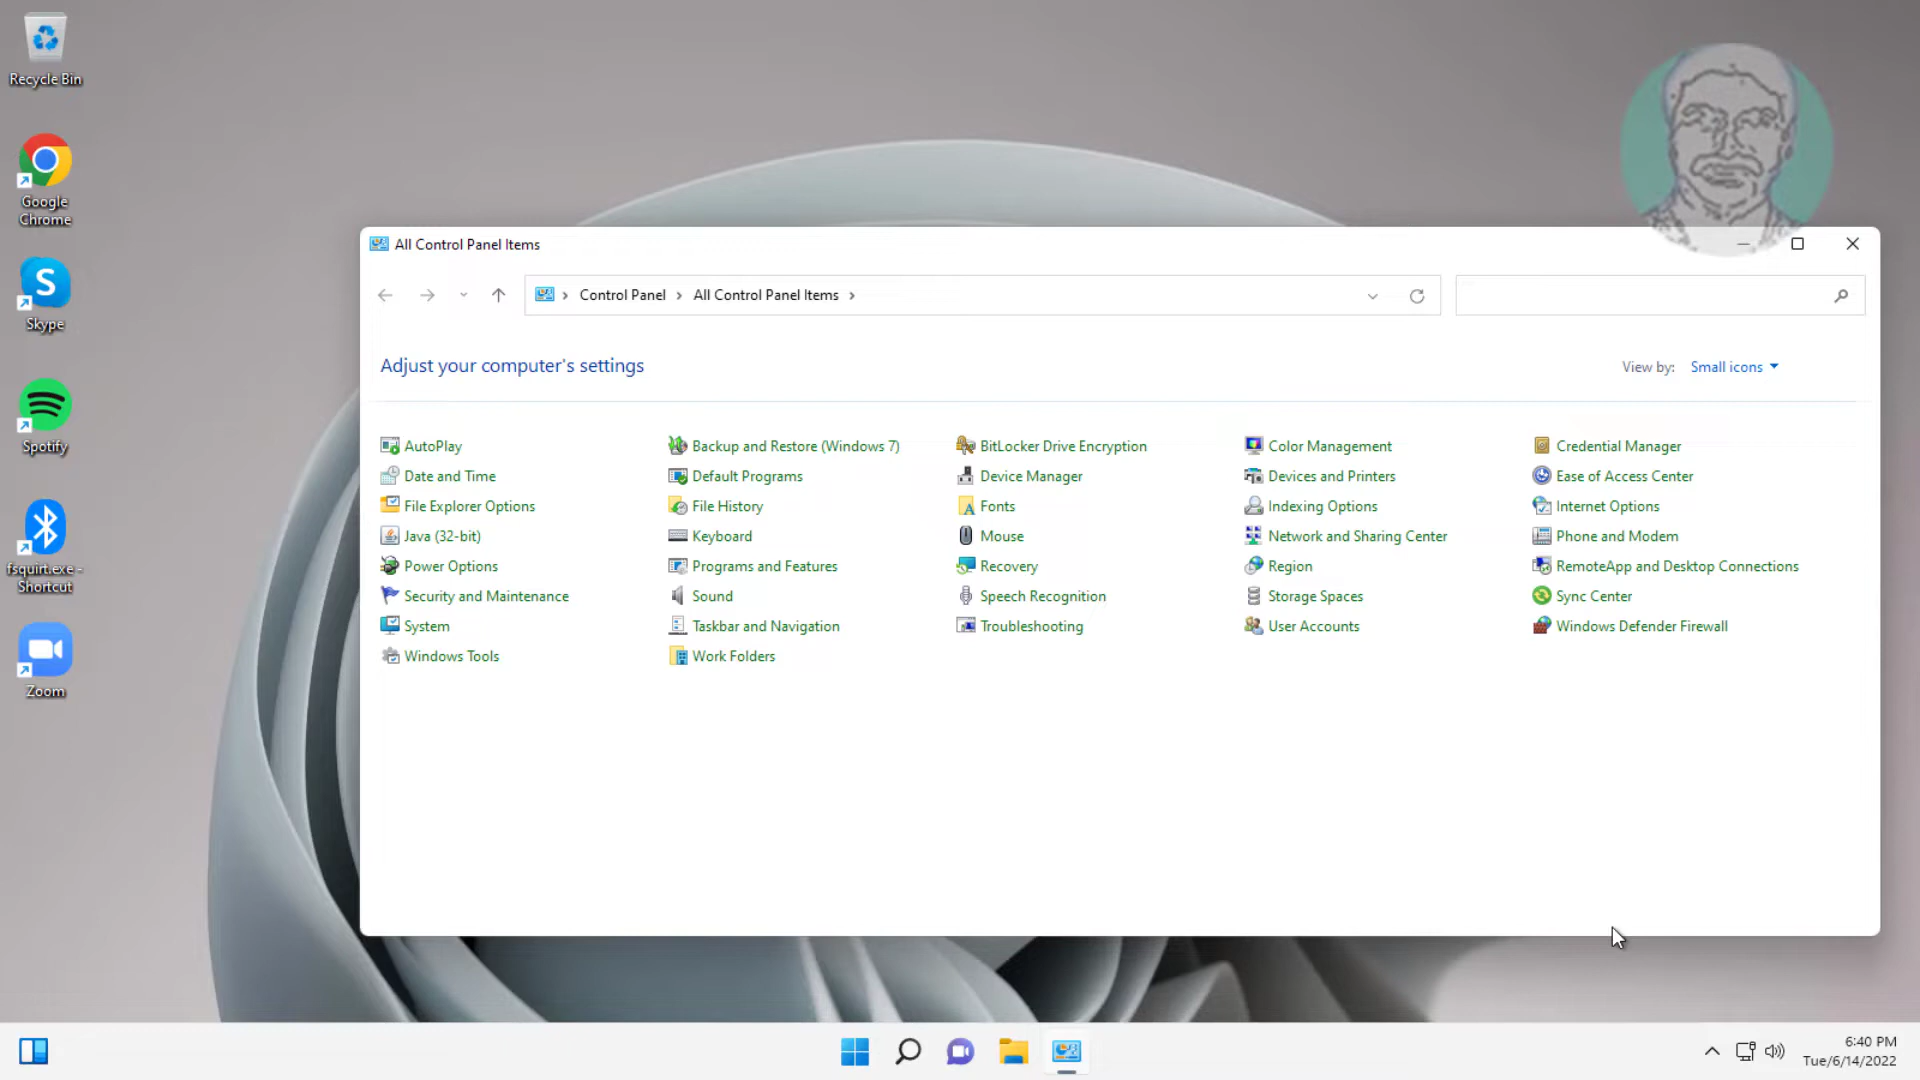 Recycle Bin
Google
Chrome
Skype
Spotify
fsquirt.exe -
Shortcut
Zoom
All Control Panel Items
Control Panel > All Control Panel Items >
Adjust your computer's settings
View by: Small icons
AutoPlay Backup and Restore (Windows 7) BitLocker Drive Encryption Color Management Credential Manager
Date and Time Default Programs Device Manager Devices and Printers Ease of Access Center
File Explorer Options File History Fonts Indexing Options Internet Options
Java (32-bit) Keyboard Mouse Network and Sharing Center Phone and Modem
Power Options Programs and Features Recovery Region RemoteApp and Desktop Connections
Security and Maintenance Sound Speech Recognition Storage Spaces Sync Center
System Taskbar and Navigation Troubleshooting User Accounts Windows Defender Firewall
Windows Tools Work Folders
6:40 PM
Tue/6/14/2022